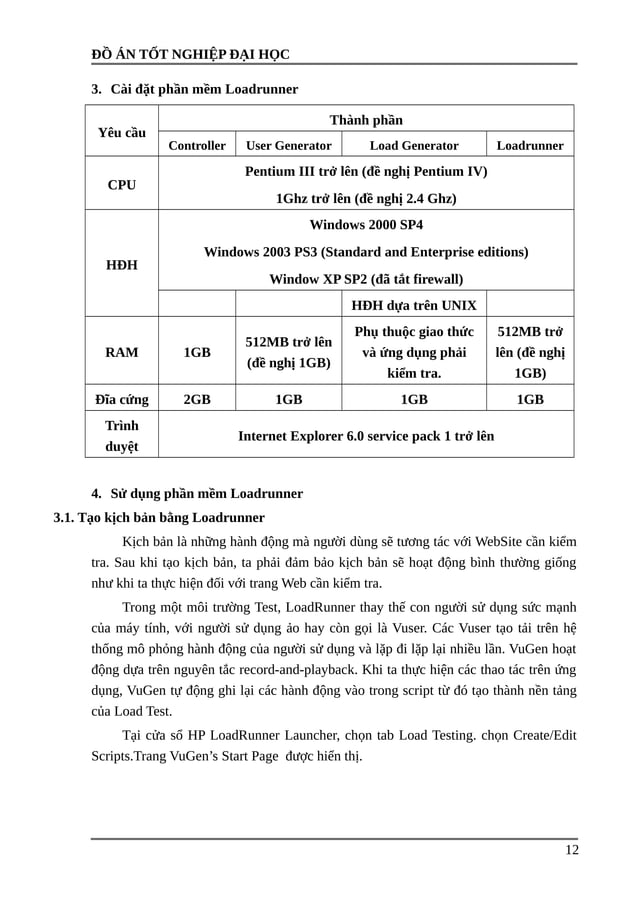 ĐỒ ÁN TỐT NGHIỆP ĐẠI HỌC
3. Cài đặt phần mềm Loadrunner
Yêu cầu
Thành phần
Controller User Generator Load Generator Loadrunner
CPU
Pentium III trở lên (đề nghị Pentium IV)
1Ghz trở lên (đề nghị 2.4 Ghz)
HĐH
Windows 2000 SP4
Windows 2003 PS3 (Standard and Enterprise editions)
Window XP SP2 (đã tắt firewall)
HĐH dựa trên UNIX
RAM
1GB
512MB trở lên
(đề nghị 1GB)
Phụ thuộc giao thức
và ứng dụng phải
kiểm tra.
512MB trở
lên (đề nghị
1GB)
Đĩa cứng 2GB 1GB 1GB 1GB
Trình
duyệt
Internet Explorer 6.0 service pack 1 trở lên
4. Sử dụng phần mềm Loadrunner
3.1. Tạo kịch bản bằng Loadrunner
Kịch bản là những hành động mà người dùng sẽ tương tác với WebSite cần kiểm
tra. Sau khi tạo kịch bản, ta phải đảm bảo kịch bản sẽ hoạt động bình thường giống
như khi ta thực hiện đối với trang Web cần kiểm tra.
Trong một môi trường Test, LoadRunner thay thế con người sử dụng sức mạnh
của máy tính, với người sử dụng ảo hay còn gọi là Vuser. Các Vuser tạo tải trên hệ
thống mô phỏng hành động của người sử dụng và lặp đi lặp lại nhiều lần. VuGen hoạt
động dựa trên nguyên tắc record-and-playback. Khi ta thực hiện các thao tác trên ứng
dụng, VuGen tự động ghi lại các hành động vào trong script từ đó tạo thành nền tảng
của Load Test.
Tại cửa sổ HP LoadRunner Launcher, chọn tab Load Testing. chọn Create/Edit
Scripts.Trang VuGen’s Start Page được hiển thị.
12